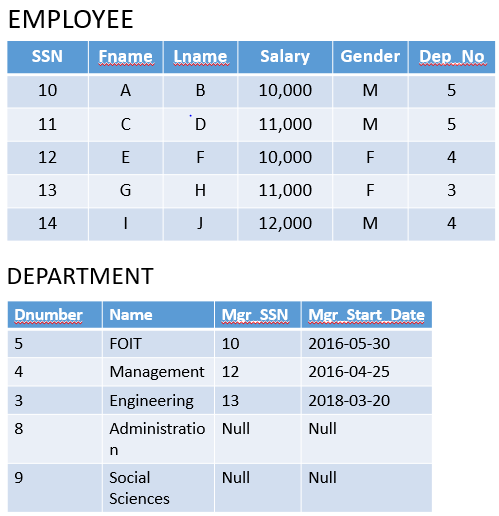 EMPLOYEE
SSN Fname Lname Salary Gender Dep_No
10 A B 10,000 M 5
11 C D 11,000 M 5
12 E F 10,000 F 4
13 G H 11,000 F 3
14 I J 12,000 M 4
DEPARTMENT
Dnumber Name Mgr_SSN Mgr_Start_Date
5 FOIT 10 2016-05-30
4 Management 12 2016-04-25
3 Engineering 13 2018-03-20
8 Administratio Null Null
n
9 Social Null Null
Sciences